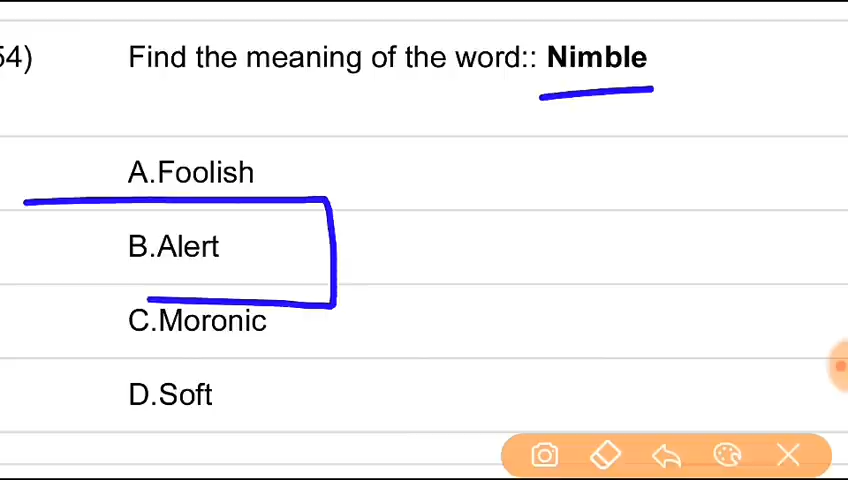 54) Find the meaning of the word:: Nimble
A.Foolish
B.Alert
C.Moronic
D.Soft